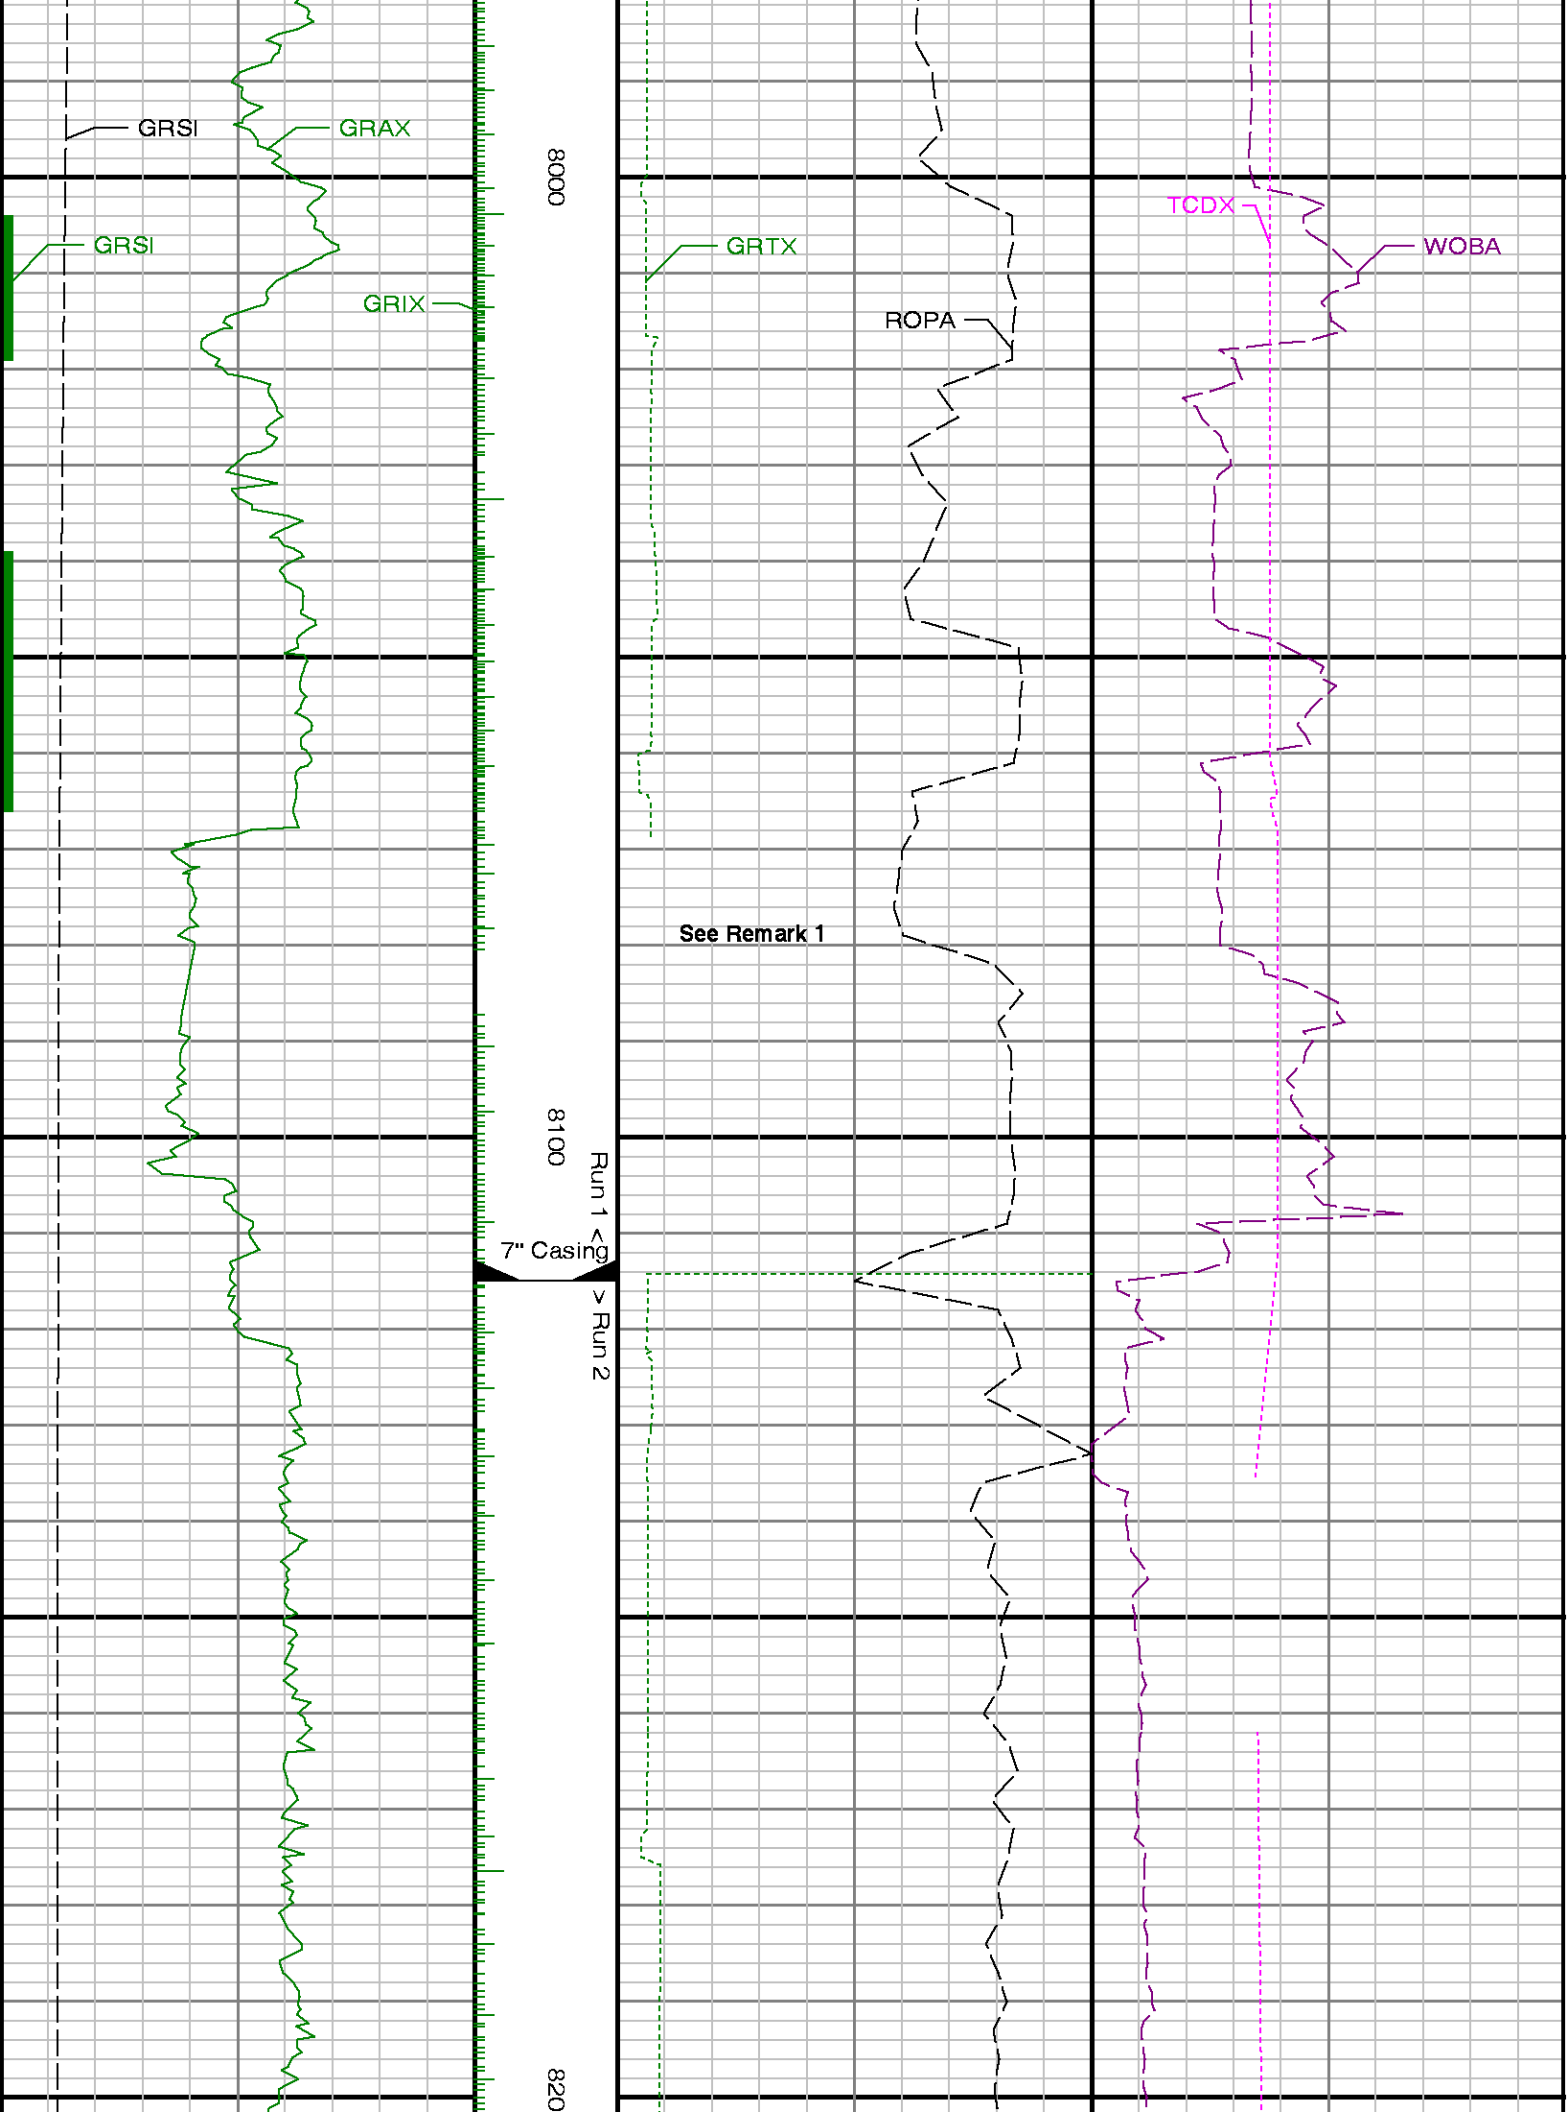 GRSI
GRAX
8000
TCDX
GRSI
GRTX
WOBA
GRIX
ROPA
See Remark 1
8100
Run 1 <
7" Casing
> Run 2
820